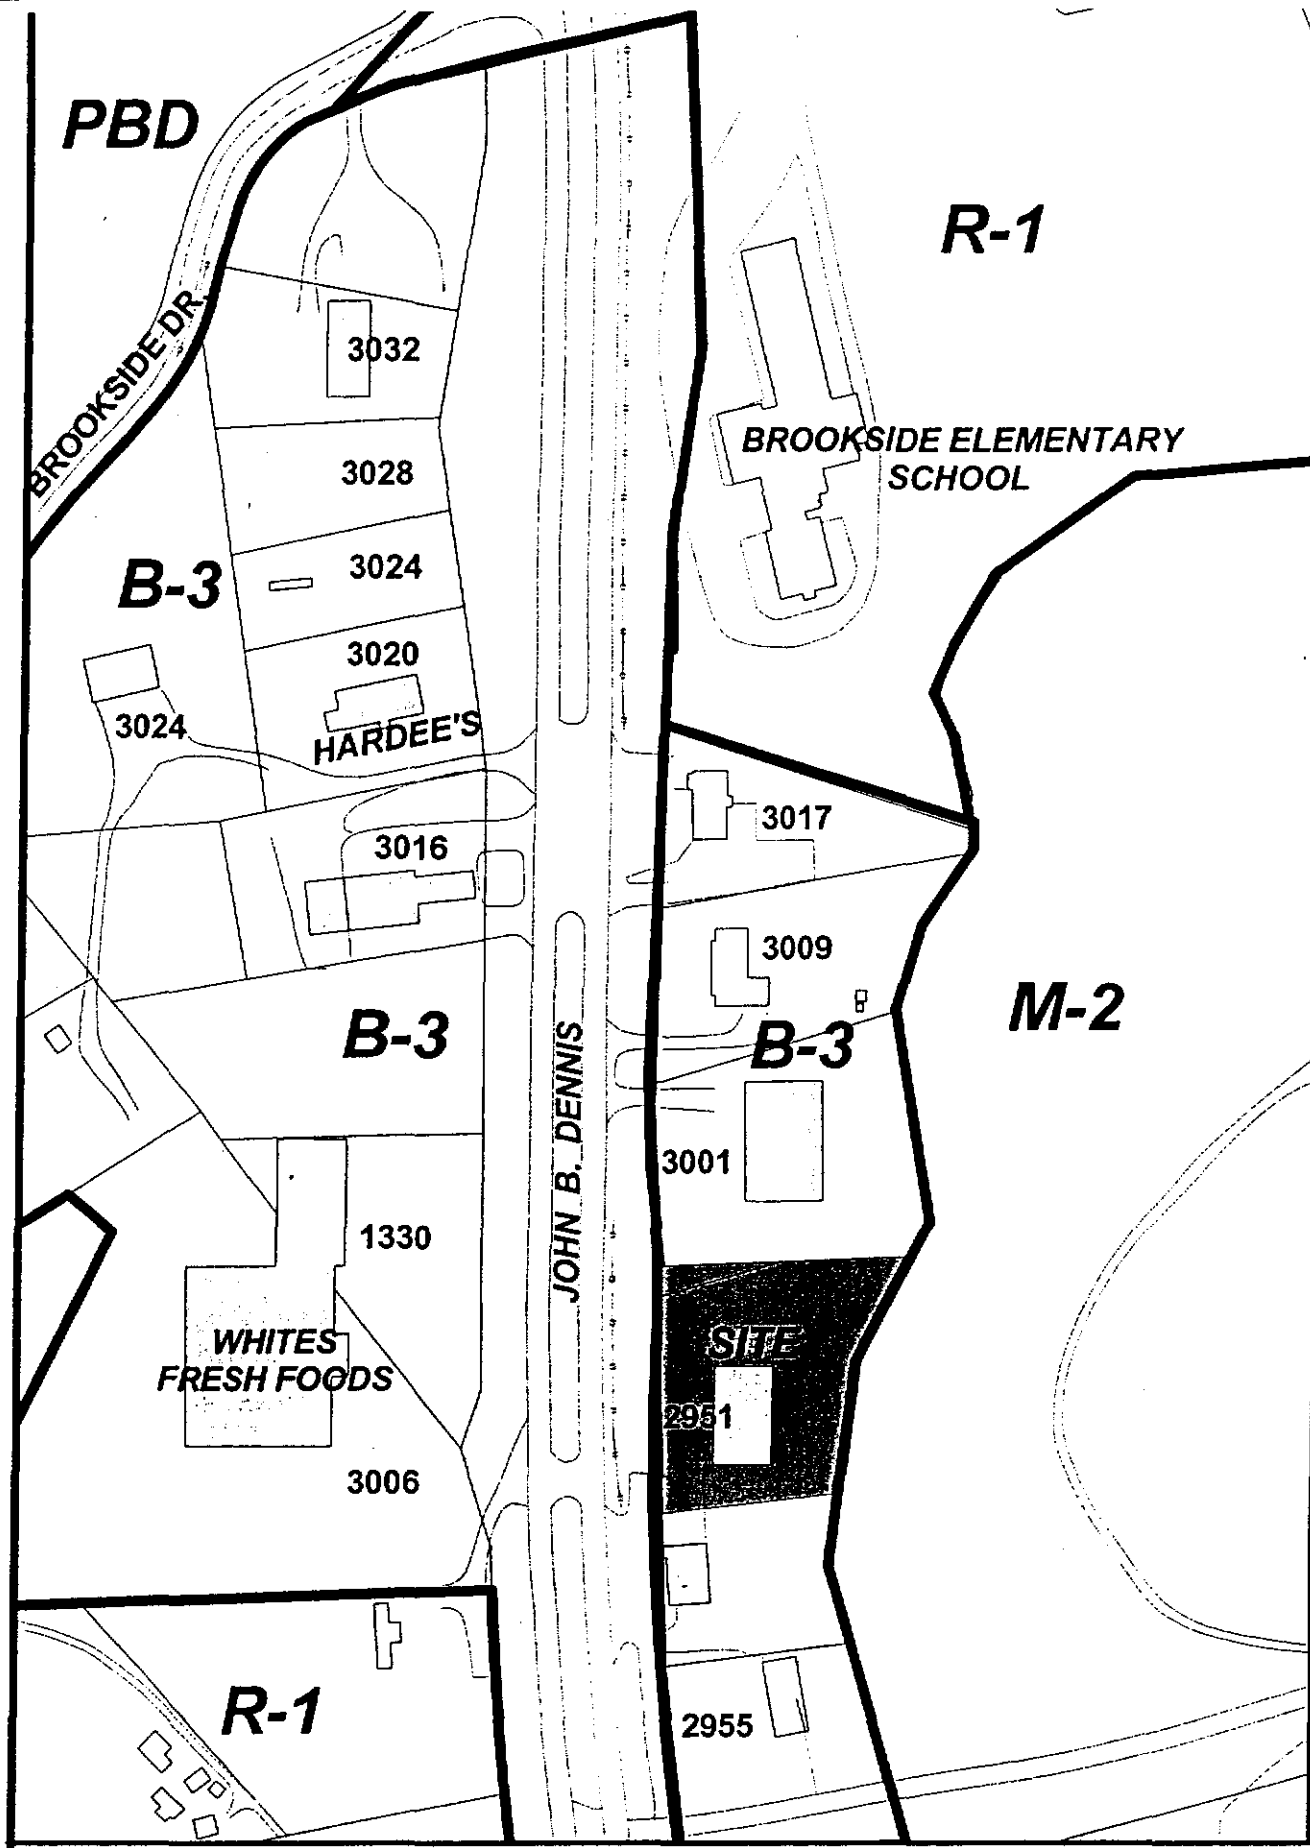 PBD
R-1
BROOKSIDE DR.
3032
BROOKSIDE ELEMENTARY
SCHOOL
3028
3024
B-3
3020
3024
HARDEE'S
3017
3016
3009
M-2
B-3
B-3
JOHN B. DENNIS
3001
1330
WHITES
FRESH FOODS
SITE
2951
3006
R-1
2955